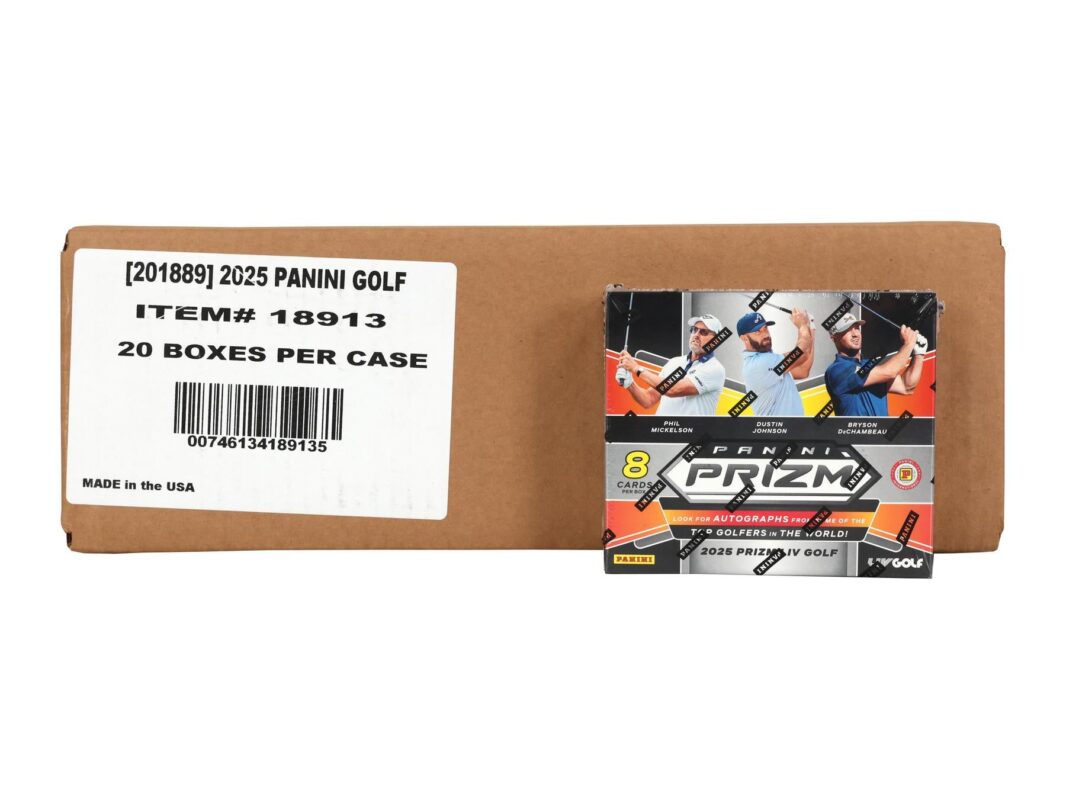 [201889] 2025 PANINI GOLF
ITEM# 18913
20 BOXES PER CASE
00746134189135
MADE in the USA
PHIL
MICKELSON
DUSTIN
JOHNSON
BRYSON
DeCHAMBEAU
8
CARDS
PER BOX
PANINI
PRIZM
LOOK FOR AUTOGRAPHS FROM SOME OF THE
TOP GOLFERS IN THE WORLD!
2025 PRIZM LIV GOLF
PANINI
LIV GOLF